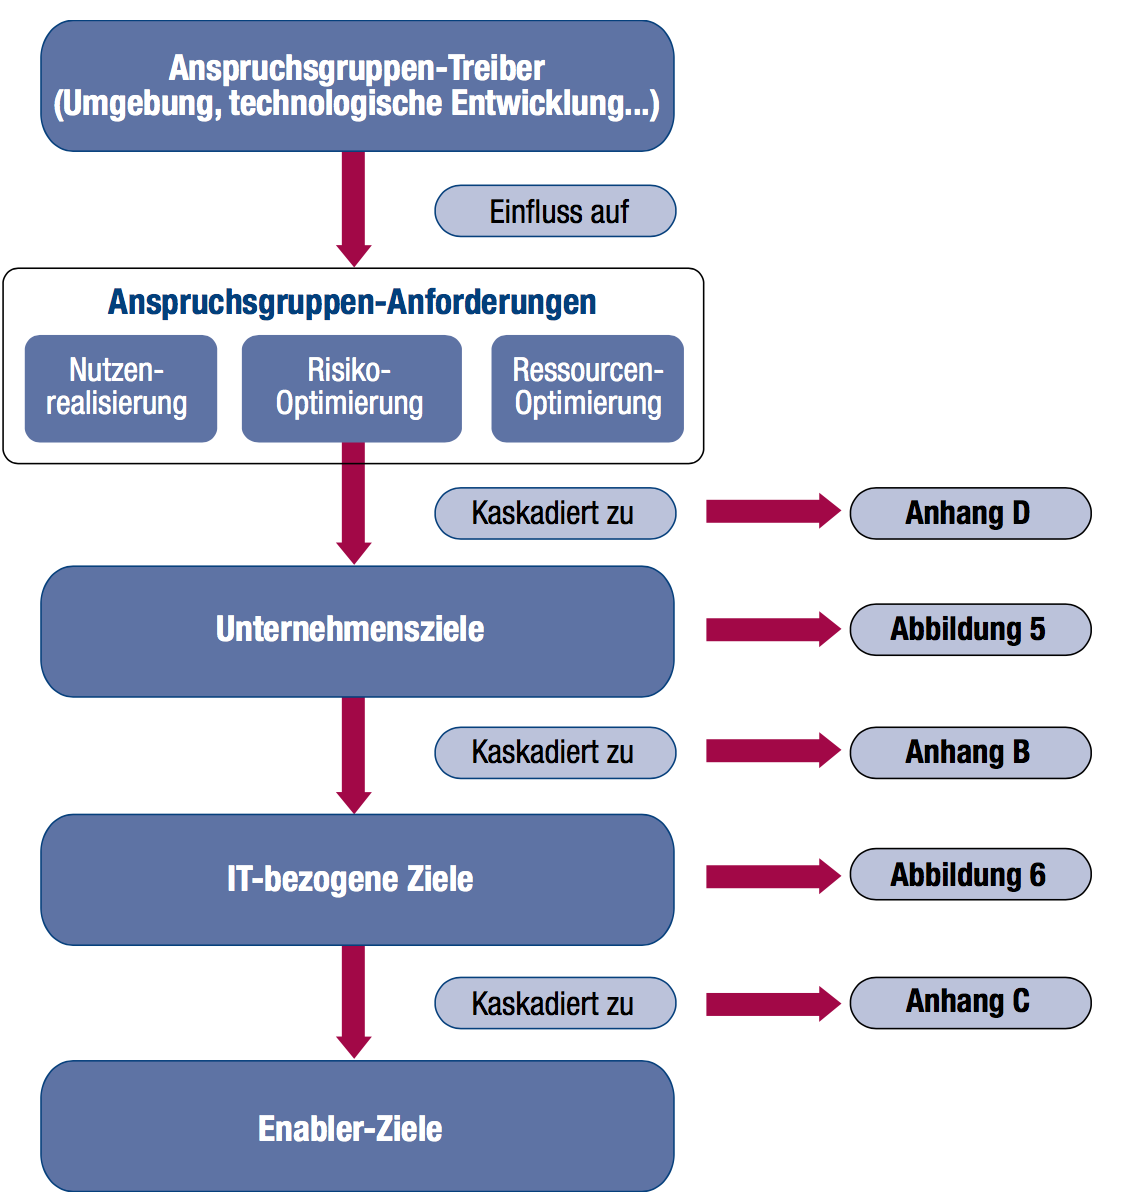 Anspruchsgruppen-Treiber
(Umgebung, technologische Entwicklung...)
Einfluss auf
Anspruchsgruppen-Anforderungen
Nutzen-
realisierung
Risiko-
Optimierung
Ressourcen-
Optimierung
Kaskadiert zu
Anhang D
Unternehmensziele
Abbildung 5
Kaskadiert zu
Anhang B
IT-bezogene Ziele
Abbildung 6
Kaskadiert zu
Anhang C
Enabler-Ziele